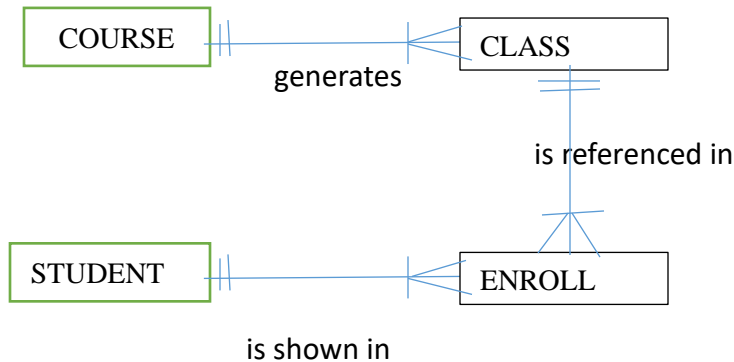 COURSE
CLASS
generates
is referenced in
STUDENT
ENROLL
is shown in